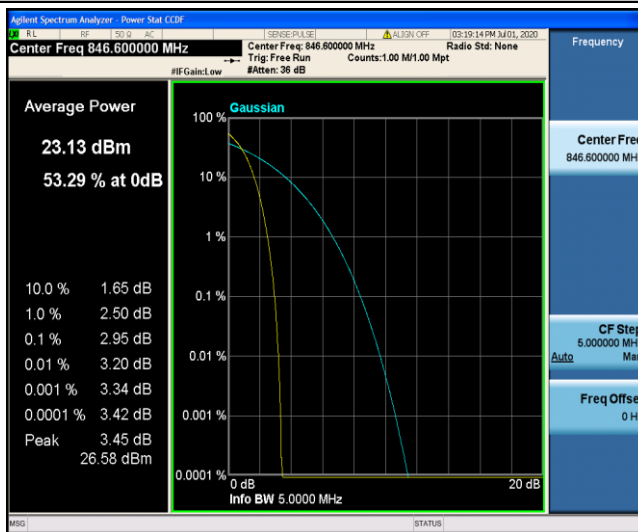 Agilent Spectrum Analyzer - Power Stat CCDF
RL RF 50 Ω AC SENSE:PULSE ALIGN OFF 03:19:14 PM Jul 01, 2020
Center Freq 846.600000 MHz
Center Freq: 846.600000 MHz Radio Std: None
Trig: Free Run Counts:1.00 M/1.00 Mpt
#IFGain:Low #Atten: 36 dB
Frequency
Average Power
23.13 dBm
53.29 % at 0dB
10.0 % 1.65 dB
1.0 % 2.50 dB
0.1 % 2.95 dB
0.01 % 3.20 dB
0.001 % 3.34 dB
0.0001 % 3.42 dB
Peak 3.45 dB
26.58 dBm
Gaussian
100 %
10 %
1 %
0.1 %
0.01 %
0.001 %
0.0001 %
0 dB 20 dB
Info BW 5.0000 MHz
Center Fre
846.600000 MH
CF Step
5.000000 MH
Auto Ma
Freq Offse
0 H
MSG STATUS